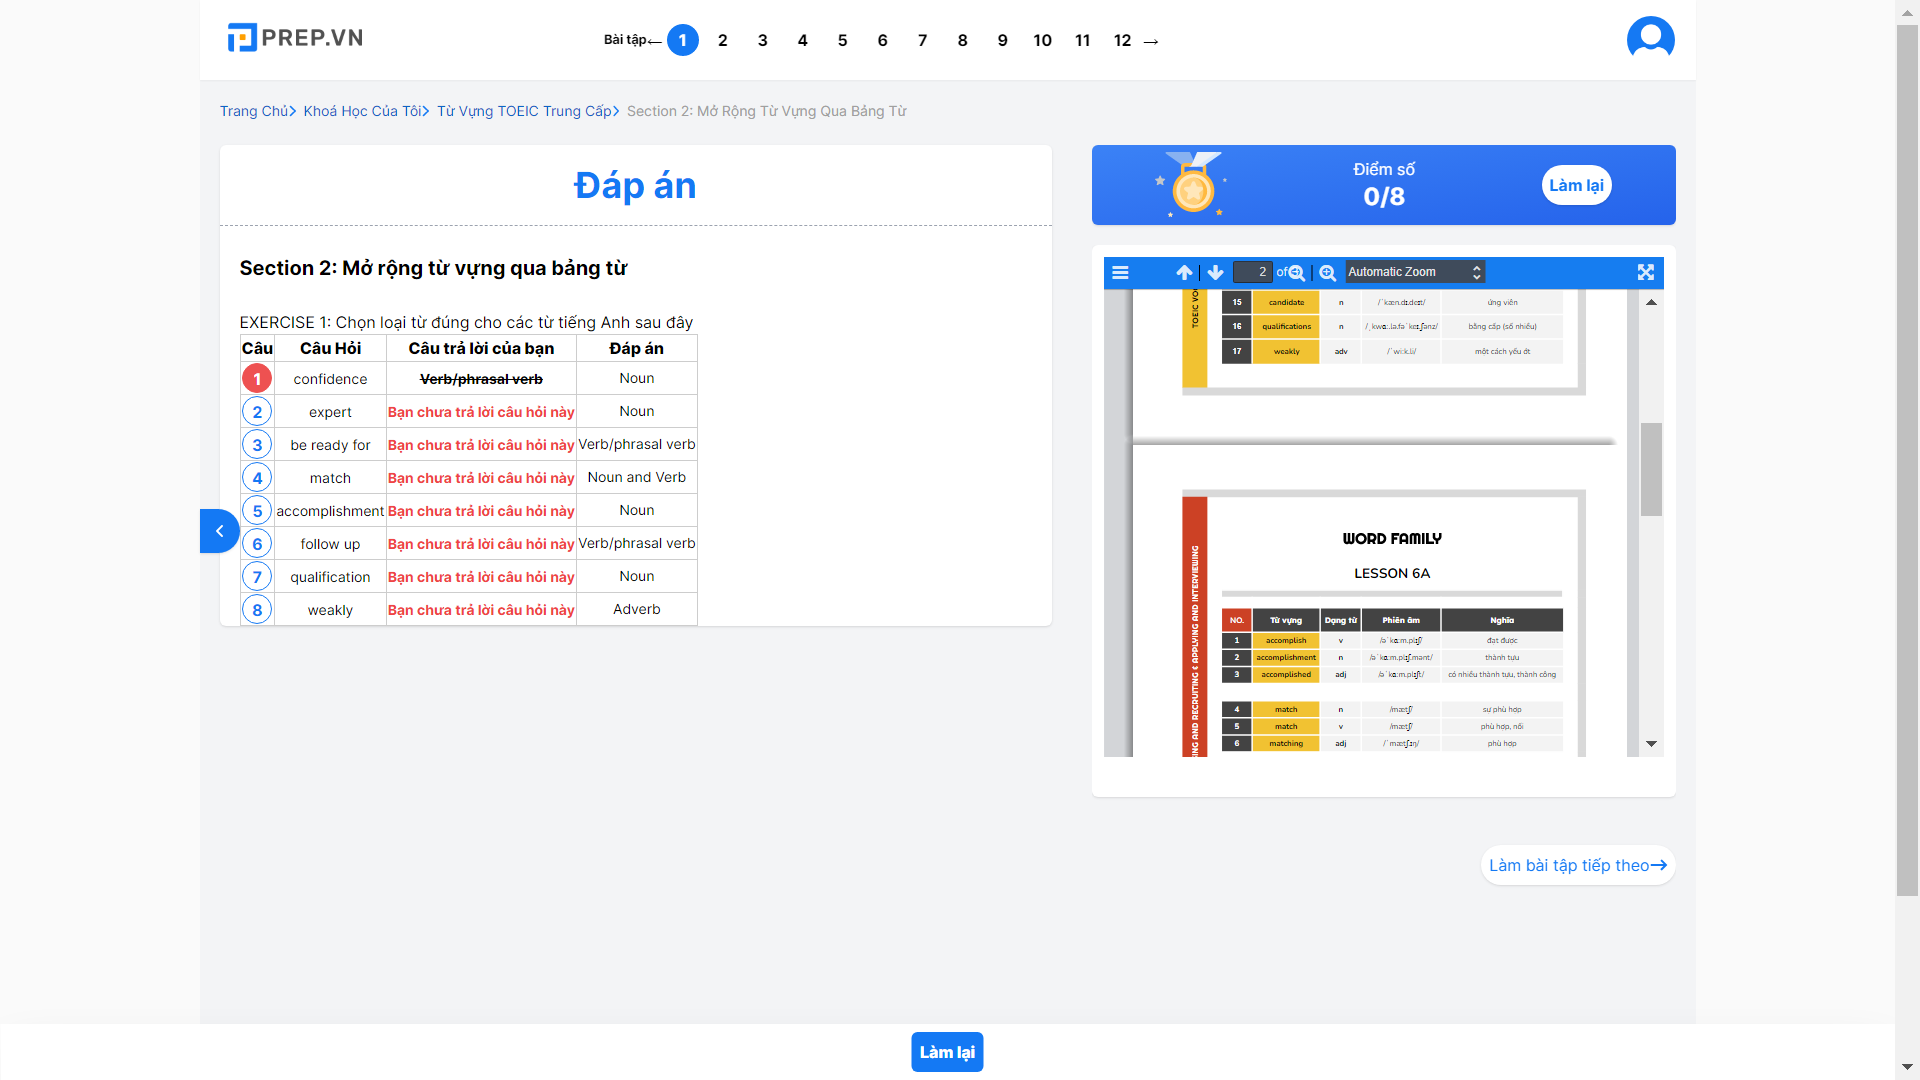 PREP.VN
Bài tập← 1 2 3 4 5 6 7 8 9 10 11 12 →
Trang Chủ> Khoá Học Của Tôi> Từ Vựng TOEIC Trung Cấp> Section 2: Mở Rộng Từ Vựng Qua Bảng Từ
Đáp án
Section 2: Mở rộng từ vựng qua bảng từ
EXERCISE 1: Chọn loại từ đúng cho các từ tiếng Anh sau đây
Câu Câu Hỏi Câu trả lời của bạn Đáp án
1 confidence Verb/phrasal verb Noun
2 expert Bạn chưa trả lời câu hỏi này Noun
3 be ready for Bạn chưa trả lời câu hỏi này Verb/phrasal verb
4 match Bạn chưa trả lời câu hỏi này Noun and Verb
5 accomplishment Bạn chưa trả lời câu hỏi này Noun
6 follow up Bạn chưa trả lời câu hỏi này Verb/phrasal verb
7 qualification Bạn chưa trả lời câu hỏi này Noun
8 weakly Bạn chưa trả lời câu hỏi này Adverb
Điểm số
0/8
Làm lại
2 of Automatic Zoom
TOEIC
15 candidate n /ˈkæn.dɪ.deɪt/ ứng viên
16 qualifications n /ˌkwɑː.lə.fəˈkeɪ.ʃənz/ bằng cấp (số nhiều)
17 weakly adv /ˈwiːk.li/ một cách yếu ớt
AND RECRUITING & APPLYING AND INTERVIEWING
WORD FAMILY
LESSON 6A
NO. Từ vựng Dạng từ Phiên âm Nghĩa
1 accomplish v /əˈkɑːm.plɪʃ/ đạt được
2 accomplishment n /əˈkɑːm.plɪʃ.mənt/ thành tựu
3 accomplished adj /əˈkɑːm.plɪʃt/ có nhiều thành tựu, thành công
4 match n /mætʃ/ sự phù hợp
5 match v /mætʃ/ phù hợp, nối
6 matching adj /ˈmætʃɪŋ/ phù hợp
Làm bài tập tiếp theo→
Làm lại